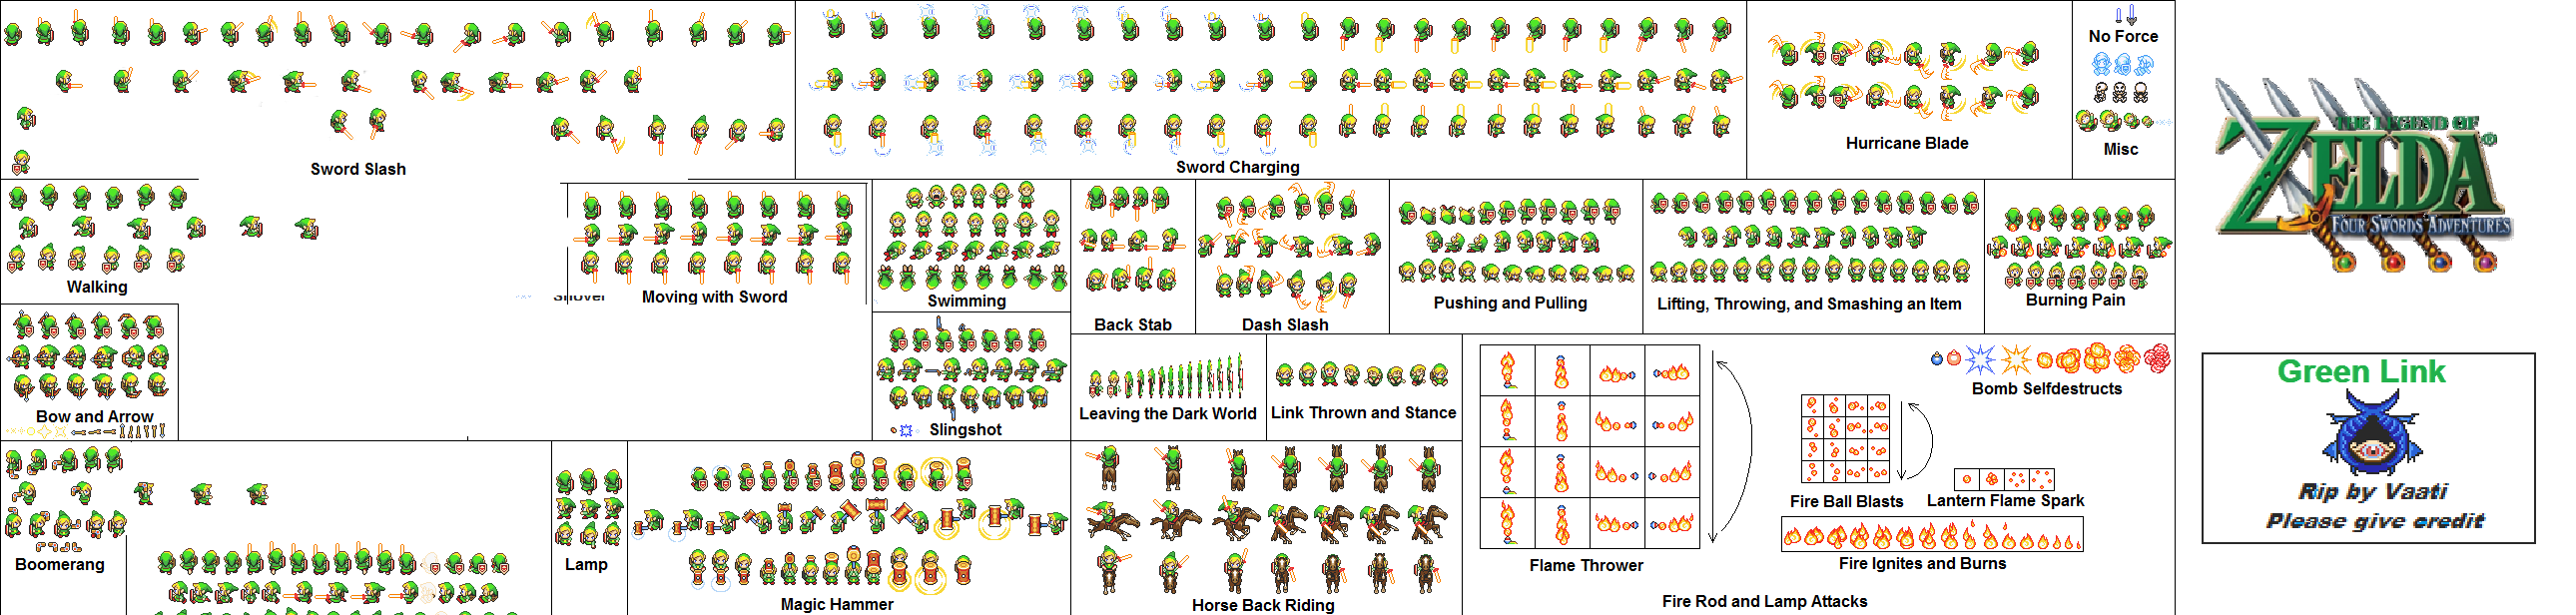 No Force
Misc
Sword Slash
Sword Charging
Hurricane Blade
THE LEGEND OF
ZELDA®
FOUR SWORDS ADVENTURES
Walking
Moving with Sword
Swimming
Back Stab
Dash Slash
Pushing and Pulling
Lifting, Throwing, and Smashing an Item
Burning Pain
Bow and Arrow
Slingshot
Leaving the Dark World
Link Thrown and Stance
Bomb Selfdestructs
Green Link
Rip by Vaati
Please give credit
Fire Ball Blasts
Lantern Flame Spark
Boomerang
Lamp
Flame Thrower
Fire Ignites and Burns
Magic Hammer
Horse Back Riding
Fire Rod and Lamp Attacks